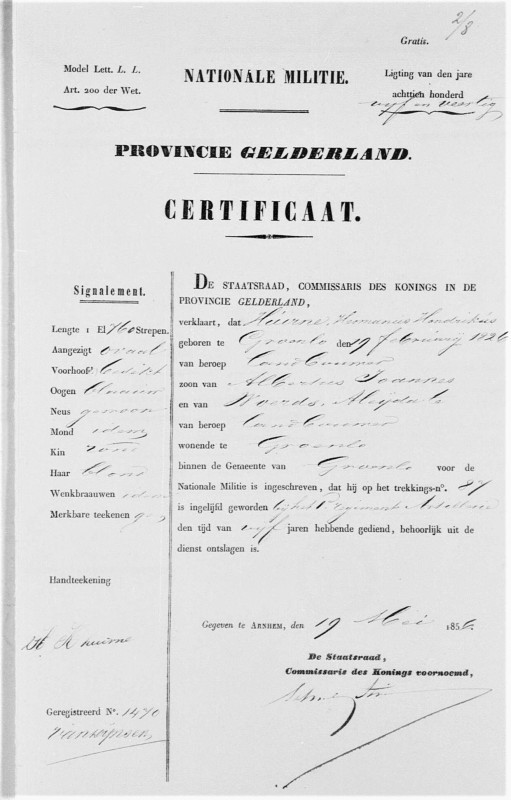 2/8
Gratis.
Model Lett. L. L.
Art. 200 der Wet.
NATIONALE MILITIE.
Ligting van den jare
achttien honderd
vijf en veertig
PROVINCIE GELDERLAND.
CERTIFICAAT.
Signalement.
Lengte 1 El 760 Strepen.
Aangezigt ovaal
Voorhoofd bedekt
Oogen blaauw
Neus gewoon
Mond idem
Kin rond
Haar blond
Wenkbraauwen idem
Merkbare teekenen geen
Handteekening
H. Huirne
Geregistreerd No. 1470
DE STAATSRAAD, COMMISSARIS DES KONINGS IN DE
PROVINCIE GELDERLAND,
verklaart, dat Huirne, Hermanus Hendrikus
geboren te Groenlo den 19 februarij 1826
van beroep Landbouwer
zoon van Albertus Joannes
en van Woerds, Aleijda
van beroep Landbouwer
wonende te Groenlo
binnen de Gemeente van Groenlo voor de
Nationale Militie is ingeschreven, dat hij op het trekkings-no. 87
is ingelijfd geworden bij het Regiment Artillerie
den tijd van vijf jaren hebbende gediend, behoorlijk uit de
dienst ontslagen is.
Gegeven te ARNHEM, den 19 Mei 1856.
De Staatsraad,
Commissaris des Konings voornoemd,